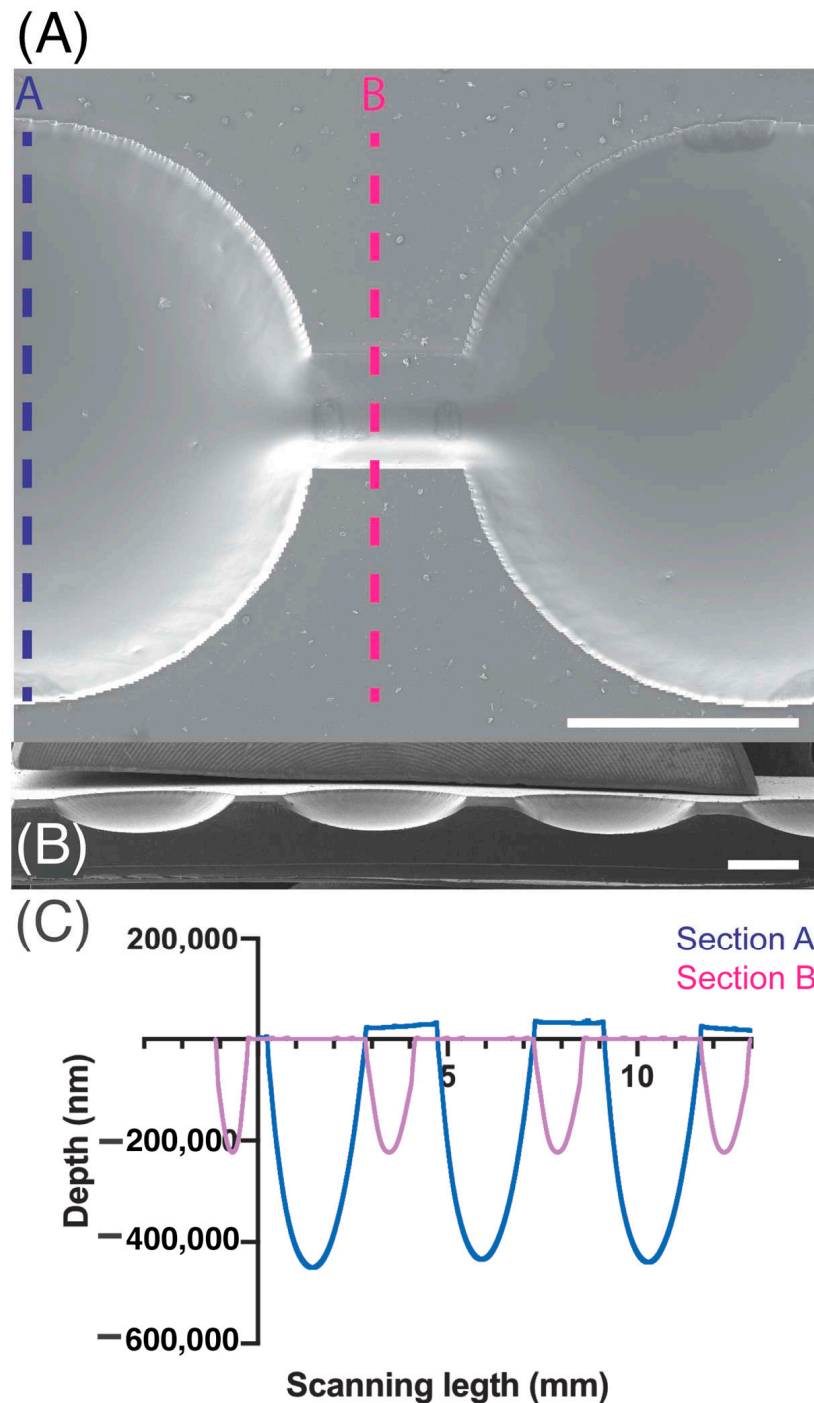 (A)
A
B
(B)
(C)
Section A
Section B
200,000
5
10
−200,000
−400,000
−600,000
Depth (nm)
Scanning legth (mm)